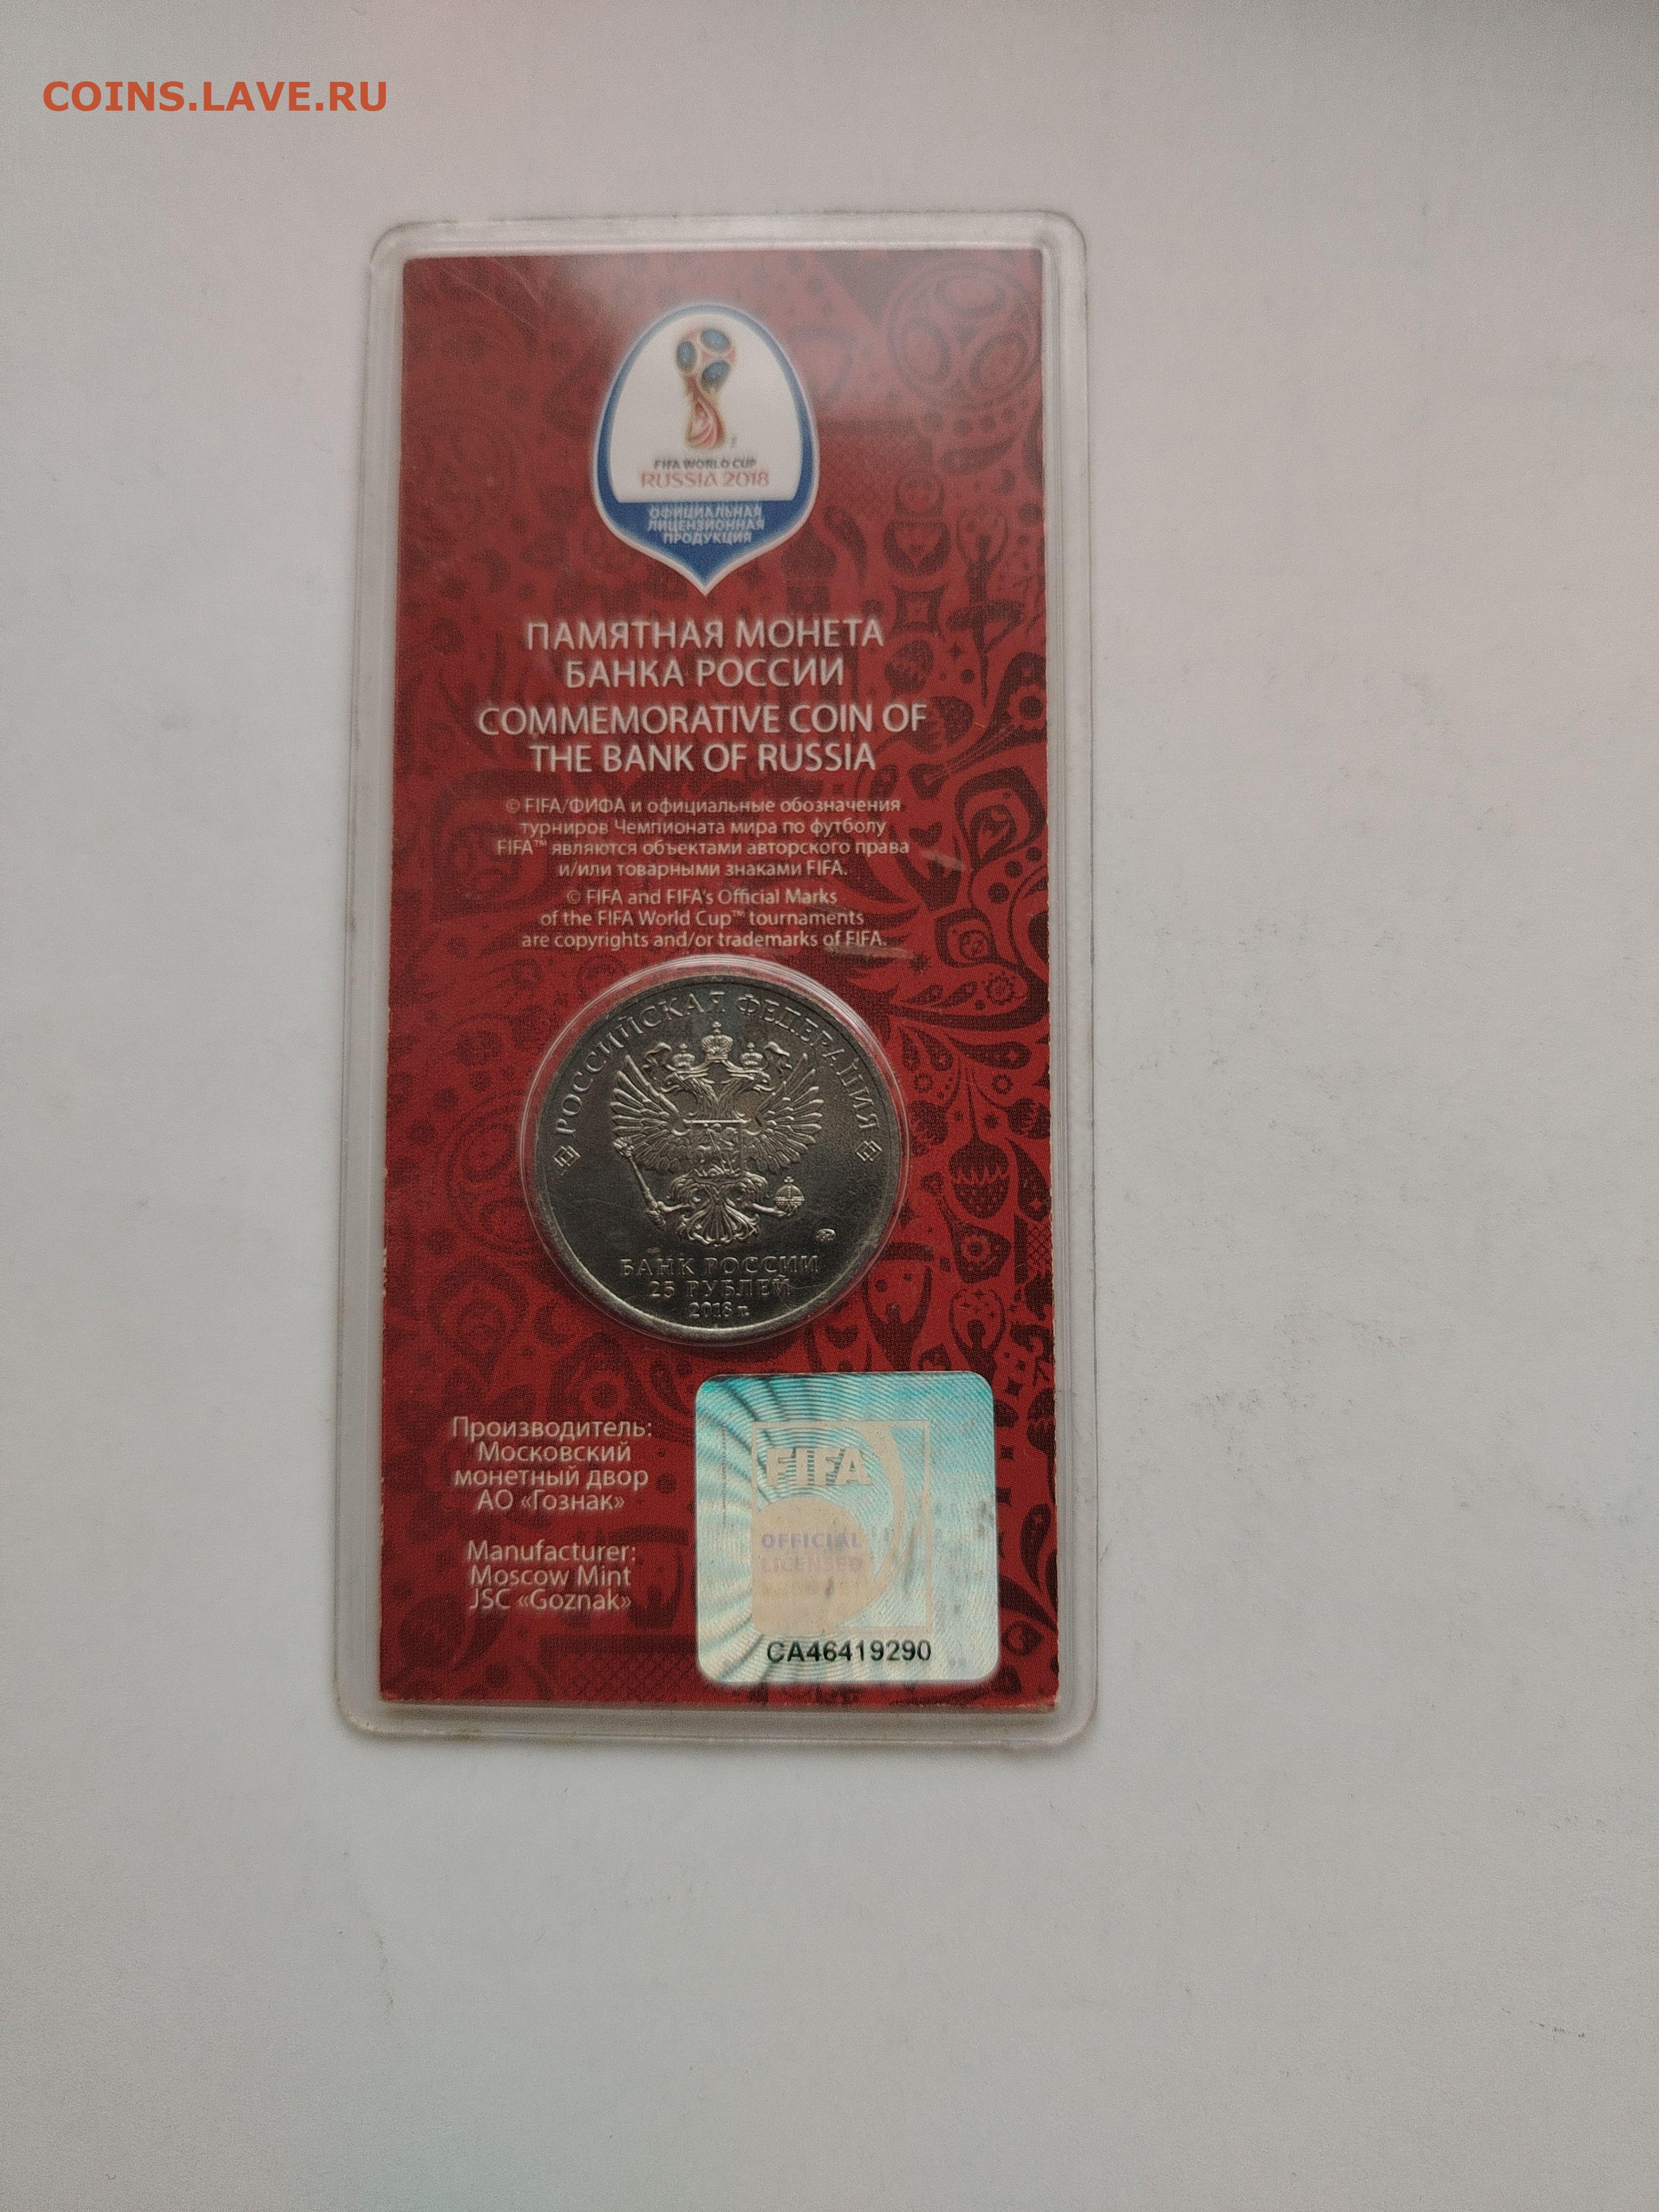 COINS.LAVE.RU
FIFA WORLD CUP
RUSSIA 2018
ОФИЦИАЛЬНАЯ
ЛИЦЕНЗИОННАЯ
ПРОДУКЦИЯ
ПАМЯТНАЯ МОНЕТА
БАНКА РОССИИ
COMMEMORATIVE COIN OF
THE BANK OF RUSSIA
© FIFA/ФИФА и официальные обозначения
турниров Чемпионата мира по футболу
FIFA™ являются объектами авторского права
и/или товарными знаками FIFA.
© FIFA and FIFA's Official Marks
of the FIFA World Cup™ tournaments
are copyrights and/or trademarks of FIFA.
РОССИЙСКАЯ ФЕДЕРАЦИЯ
БАНК РОССИИ
25 РУБЛЕЙ
2018 г.
Производитель:
Московский
монетный двор
АО «Гознак»
Manufacturer:
Moscow Mint
JSC «Goznak»
FIFA
OFFICIAL
LICENSED
CA46419290